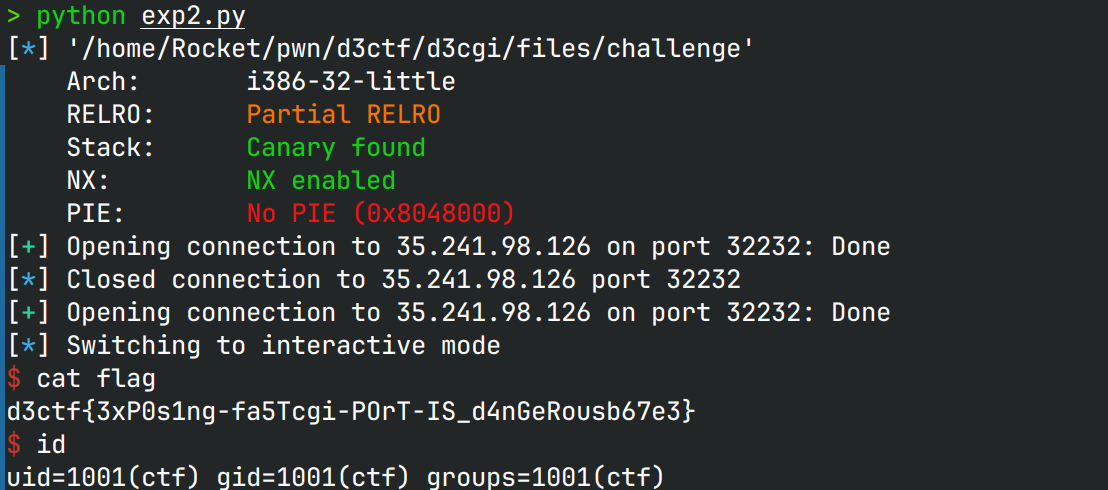 > python exp2.py
[*] '/home/Rocket/pwn/d3ctf/d3cgi/files/challenge'
Arch: i386-32-little
RELRO: Partial RELRO
Stack: Canary found
NX: NX enabled
PIE: No PIE (0x8048000)
[+] Opening connection to 35.241.98.126 on port 32232: Done
[*] Closed connection to 35.241.98.126 port 32232
[+] Opening connection to 35.241.98.126 on port 32232: Done
[*] Switching to interactive mode
$ cat flag
d3ctf{3xP0s1ng-fa5Tcgi-POrT-IS_d4nGeRousb67e3}
$ id
uid=1001(ctf) gid=1001(ctf) groups=1001(ctf)